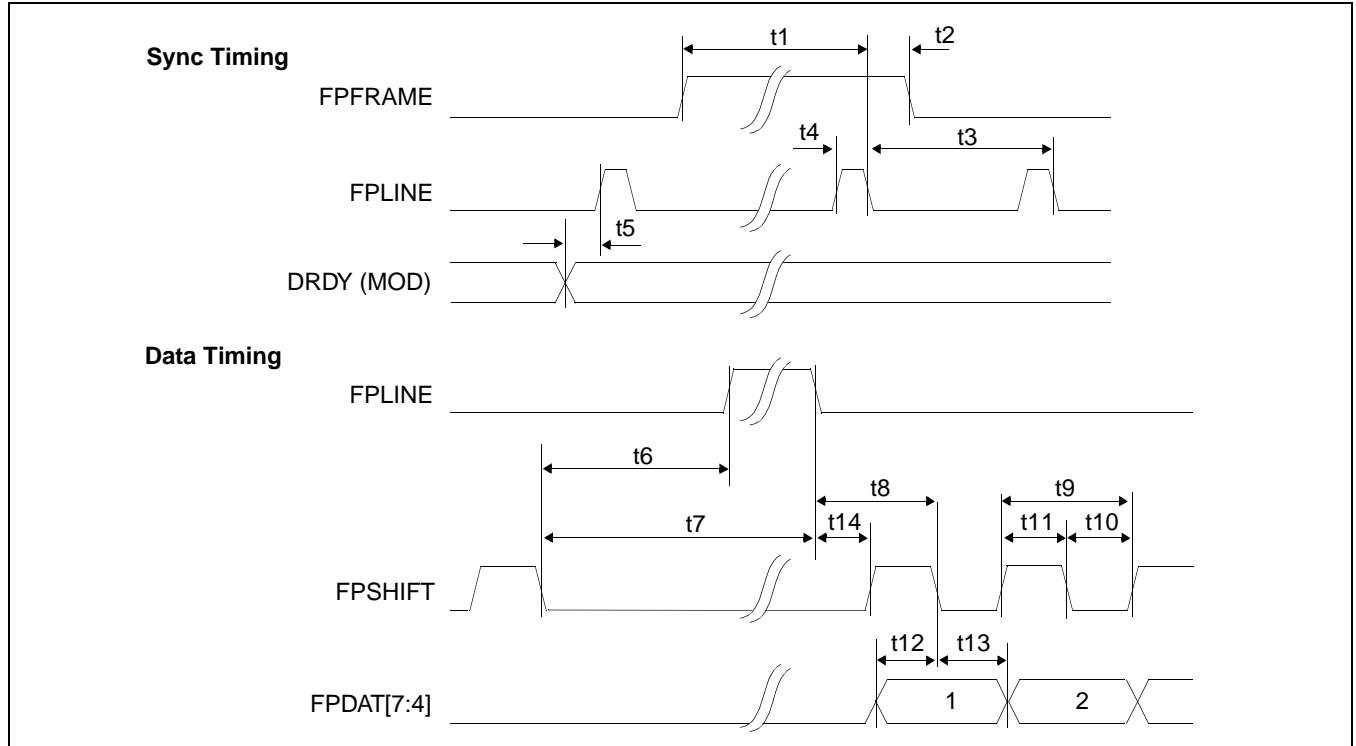 t1
t2
Sync Timing
FPFRAME
t4
t3
FPLINE
t5
DRDY (MOD)
Data Timing
FPLINE
t6
t8
t9
t7
t14
t11
t10
FPSHIFT
t12
t13
FPDAT[7:4]
1
2